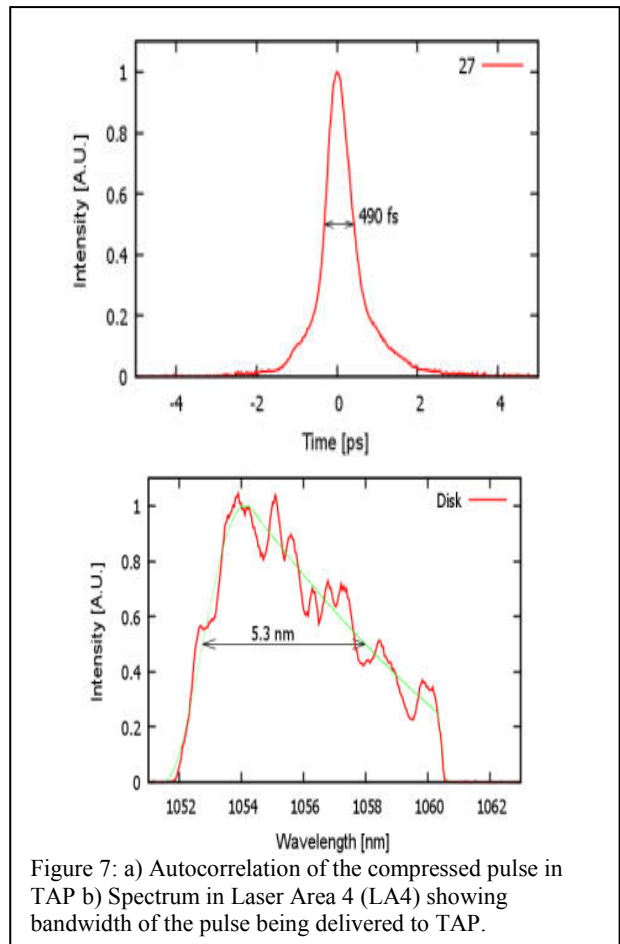 27
Intensity [A.U.]
1
0.8
0.6
0.4
0.2
0
490 fs
-4 -2 0 2 4
Time [ps]
Disk
Intensity [A.U.]
1
0.8
0.6
0.4
0.2
0
5.3 nm
1052 1054 1056 1058 1060 1062
Wavelength [nm]
Figure 7: a) Autocorrelation of the compressed pulse in
TAP b) Spectrum in Laser Area 4 (LA4) showing
bandwidth of the pulse being delivered to TAP.